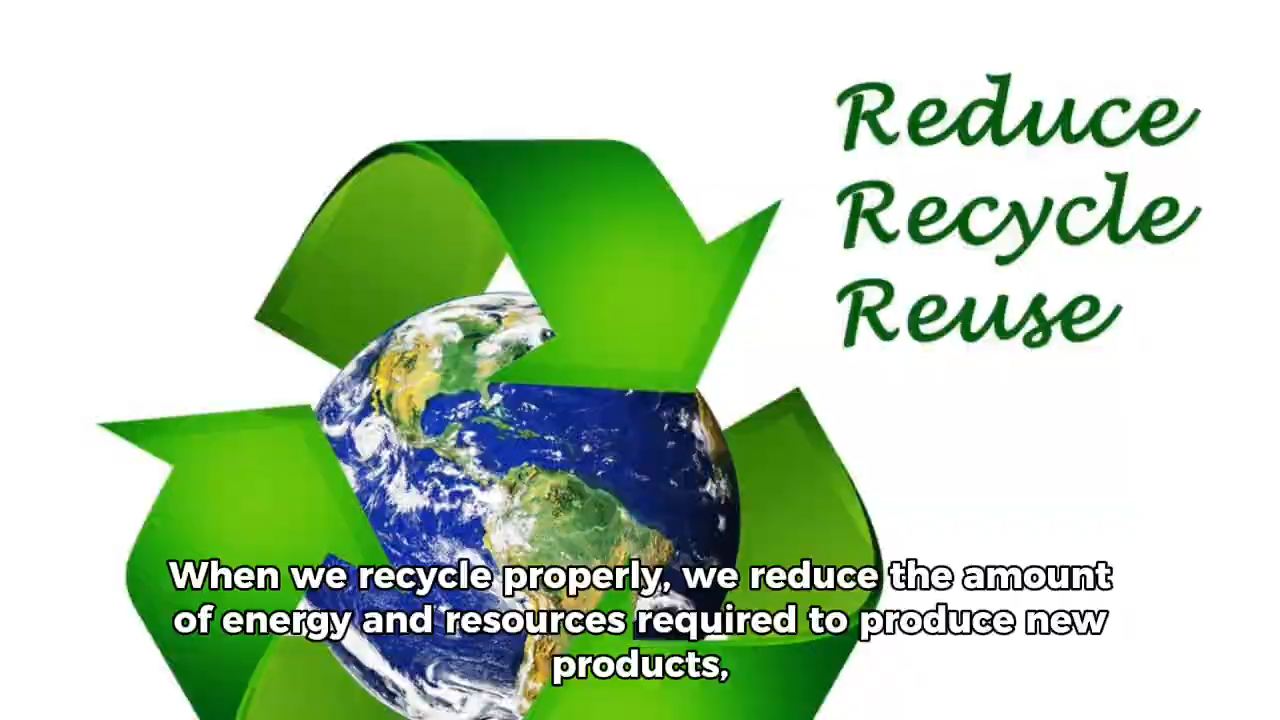 Reduce
Recycle
Reuse
When we recycle properly, we reduce the amount
of energy and resources required to produce new
products,